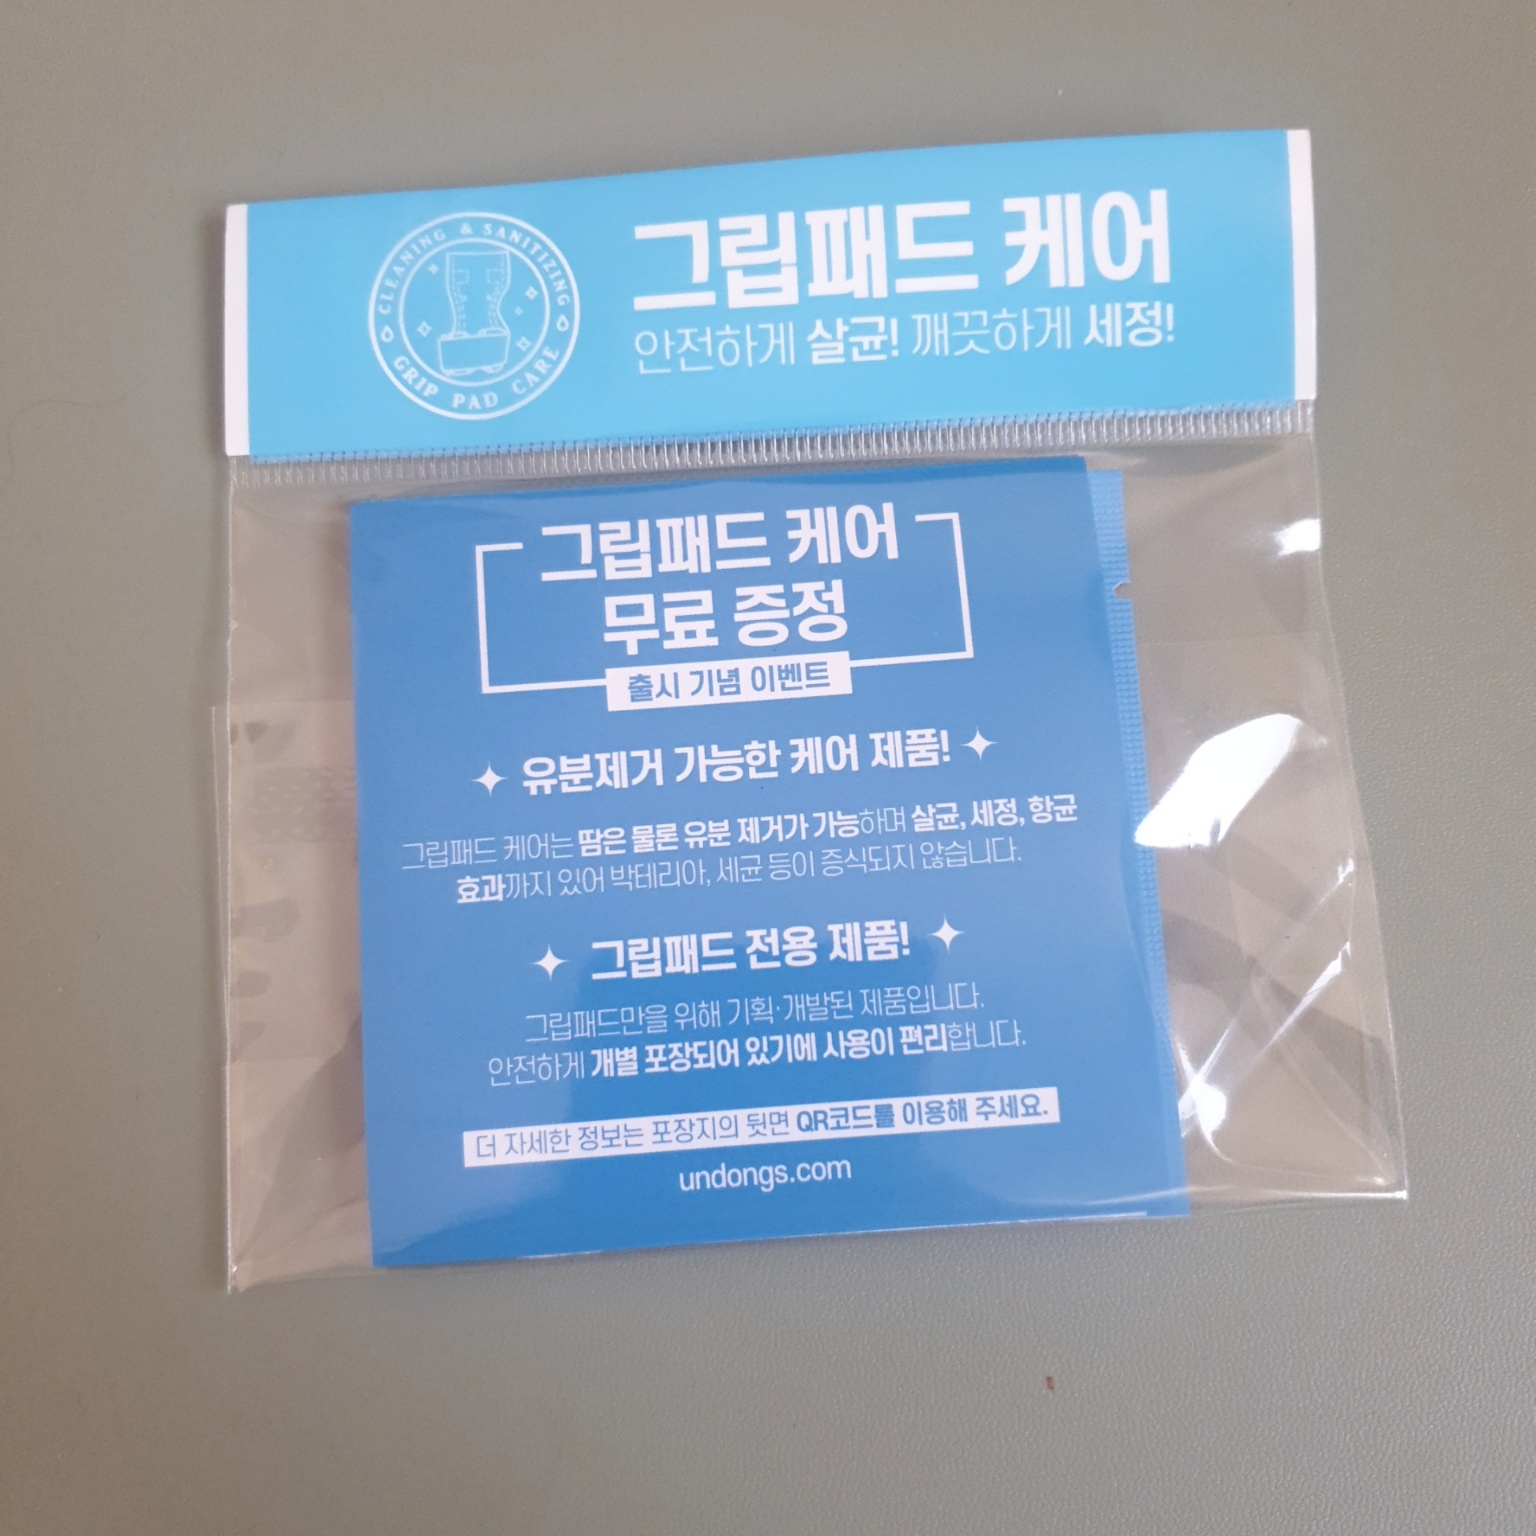 CLEANING & SANITIZING
GRIP PAD CARE
그립패드 케어
안전하게 살균! 깨끗하게 세정!
그립패드 케어
무료 증정
출시 기념 이벤트
유분제거 가능한 케어 제품!
그립패드 케어는 땀은 물론 유분 제거가 가능하며 살균, 세정, 항균
효과까지 있어 박테리아, 세균 등이 증식되지 않습니다.
그립패드 전용 제품!
그립패드만을 위해 기획·개발된 제품입니다.
안전하게 개별 포장되어 있기에 사용이 편리합니다.
더 자세한 정보는 포장지의 뒷면 QR코드를 이용해 주세요.
undongs.com